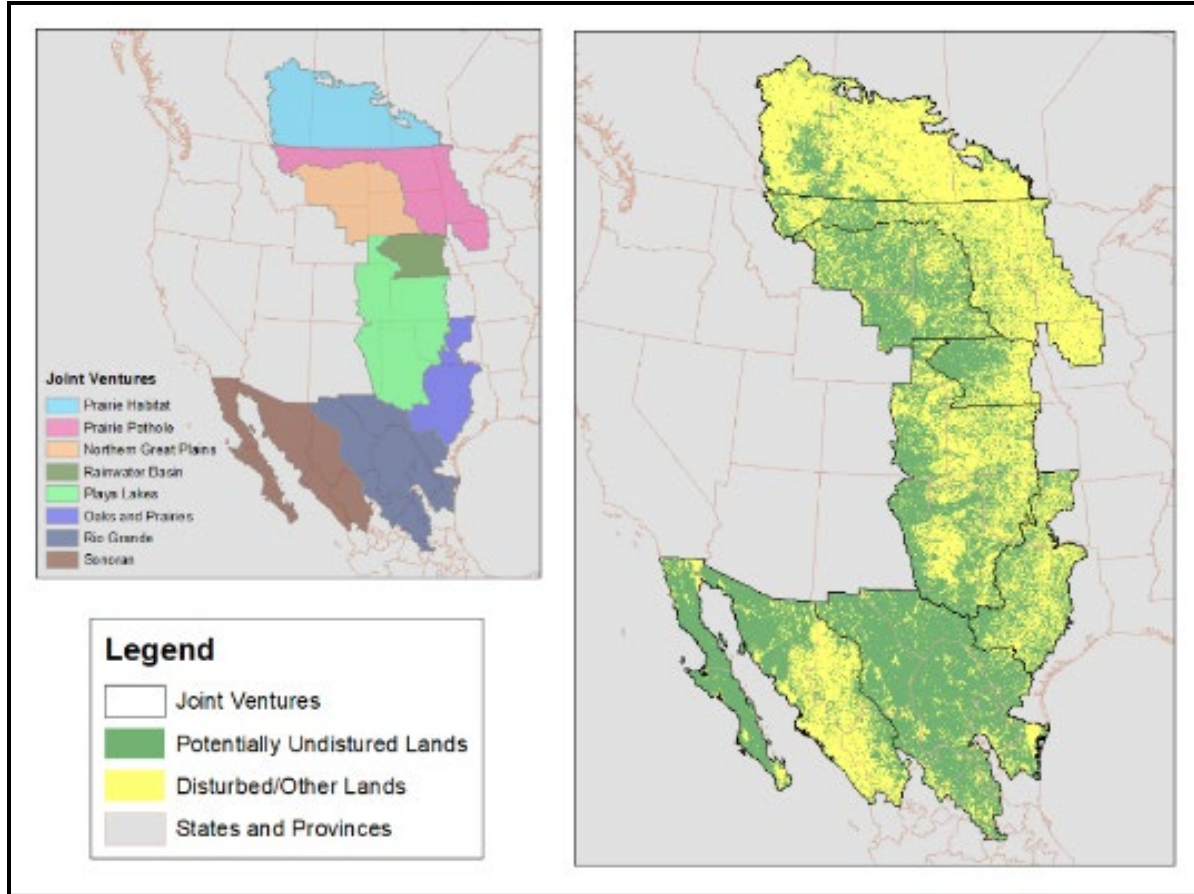 Joint Ventures
Prairie Habitat
Prairie Pothole
Northern Great Plains
Rainwater Basin
Playa Lakes
Oaks and Prairies
Rio Grande
Sonoran
Legend
Joint Ventures
Potentially Undistured Lands
Disturbed/Other Lands
States and Provinces